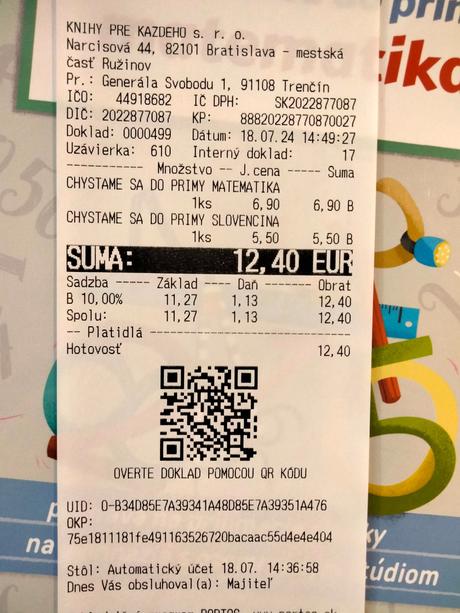 KNIHY PRE KAZDEHO s. r. o.
Narcisová 44, 82101 Bratislava - mestská
časť Ružinov
Pr.: Generála Svobodu 1, 91108 Trenčín
IČO: 44918682 IČ DPH: SK2022877087
DIČ: 2022877087 KP: 88820228770870027
Doklad: 0000499 Dátum: 18.07.24 14:49:27
Uzávierka: 610 Interný doklad: 17
----------- Množstvo -- J.cena ----- Suma
CHYSTAME SA DO PRIMY MATEMATIKA
1ks 6,90 6,90 B
CHYSTAME SA DO PRIMY SLOVENCINA
1ks 5,50 5,50 B
SUMA: 12,40 EUR
Sadzba ----- Základ ---- Daň ------ Obrat
B 10,00% 11,27 1,13 12,40
Spolu: 11,27 1,13 12,40
-- Platidlá -----------------------------
Hotovosť 12,40
OVERTE DOKLAD POMOCOU QR KÓDU
UID: O-B34D85E7A39341A48D85E7A39351A476
OKP:
75e1811181fe491163526720bacaac55d4e4e404
Stôl: Automatický účet 18.07. 14:36:58
Dnes Vás obsluhoval(a): Majiteľ